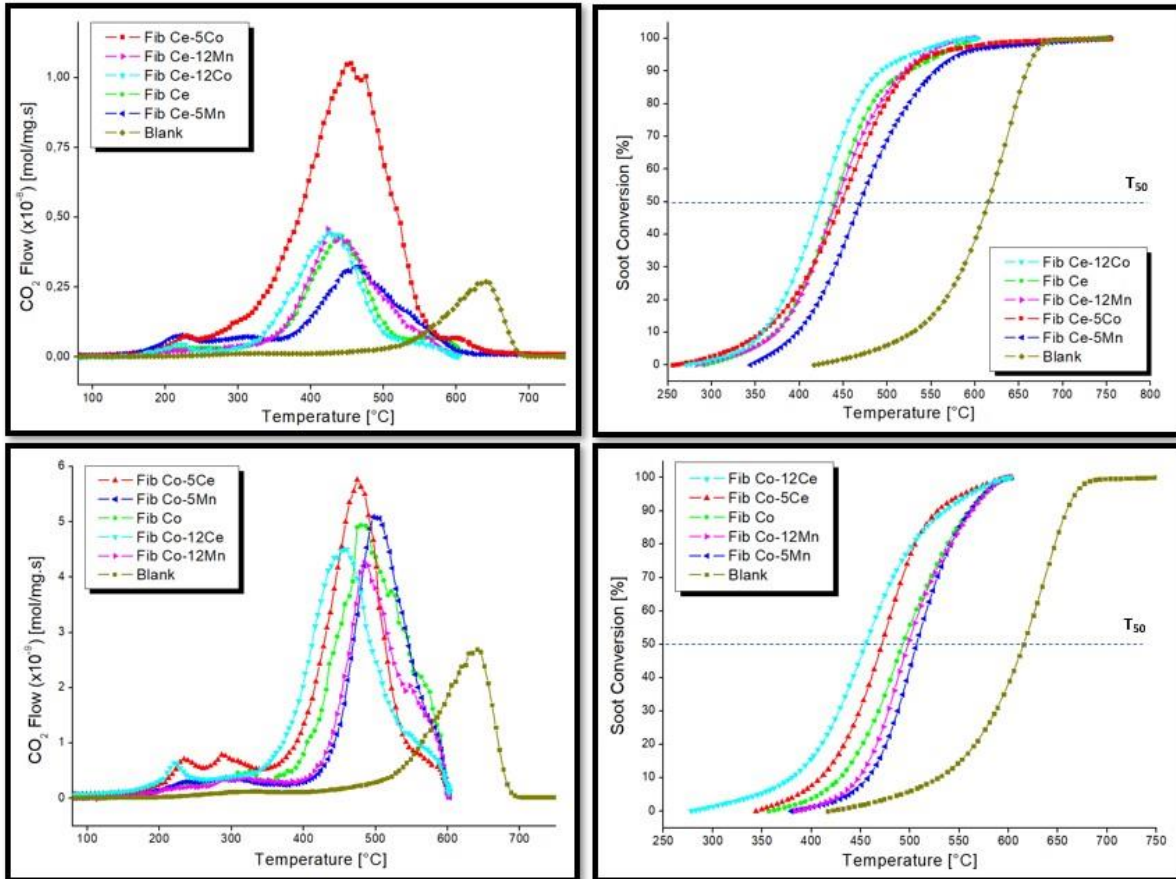 Fib Ce-5Co
Fib Ce-12Mn
Fib Ce-12Co
Fib Ce
Fib Ce-5Mn
Blank
CO₂ Flow (x10⁻⁸) [mol/mg.s]
1,00
0,50
0,25
0,00
100 200 300 400 500 600 700
Temperature [°C]
Soot Conversion [%]
100
90
80
70
60
50
40
30
20
10
0
T₅₀
Fib Ce-12Co
Fib Ce
Fib Ce-12Mn
Fib Ce-5Co
Fib Ce-5Mn
Blank
250 300 350 400 450 500 550 600 650 700 750 800
Temperature [°C]
Fib Co-5Ce
Fib Co-5Mn
Fib Co
Fib Co-12Ce
Fib Co-12Mn
Blank
CO₂ Flow (x10⁻⁹) [mol/mg.s]
6
5
4
3
2
1
0
100 200 300 400 500 600 700
Temperature [°C]
Fib Co-12Ce
Fib Co-5Ce
Fib Co
Fib Co-12Mn
Fib Co-5Mn
Blank
Soot Conversion [%]
100
90
80
70
60
50
40
30
20
10
0
T₅₀
250 300 350 400 450 500 550 600 650 700 750
Temperature [°C]